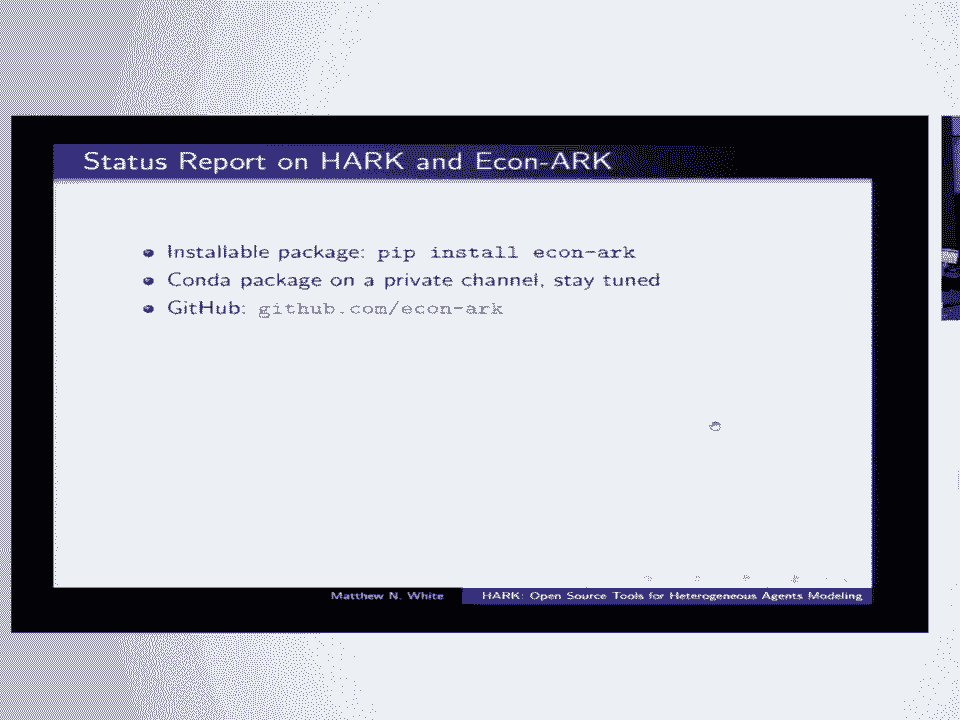 Status Report on HARK and Econ-ARK
Installable package: pip install econ-ark
Conda package on a private channel, stay tuned
GitHub: github.com/econ-ark
Matthew N. White
HARK: Open Source Tools for Heterogeneous Agents Modeling